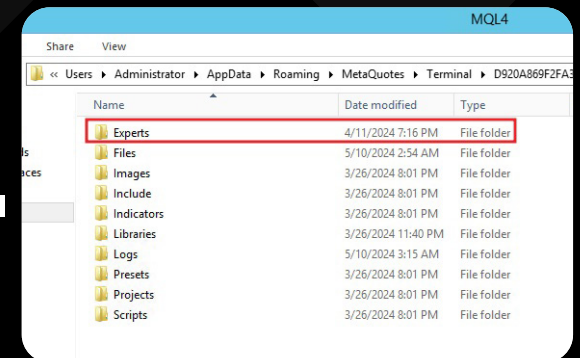 MQL4
Share View
« Users Administrator AppData Roaming MetaQuotes Terminal
Name Date modified Type
Experts 4/11/2024 7:16 PM File folder
Files 5/10/2024 2:54 AM File folder
Images 3/26/2024 8:01 PM File folder
Include 3/26/2024 8:01 PM File folder
Indicators 3/26/2024 8:01 PM File folder
Libraries 3/26/2024 11:40 PM File folder
Logs 5/10/2024 3:15 AM File folder
Presets 3/26/2024 8:01 PM File folder
Projects 3/26/2024 8:01 PM File folder
Scripts 3/26/2024 8:01 PM File folder